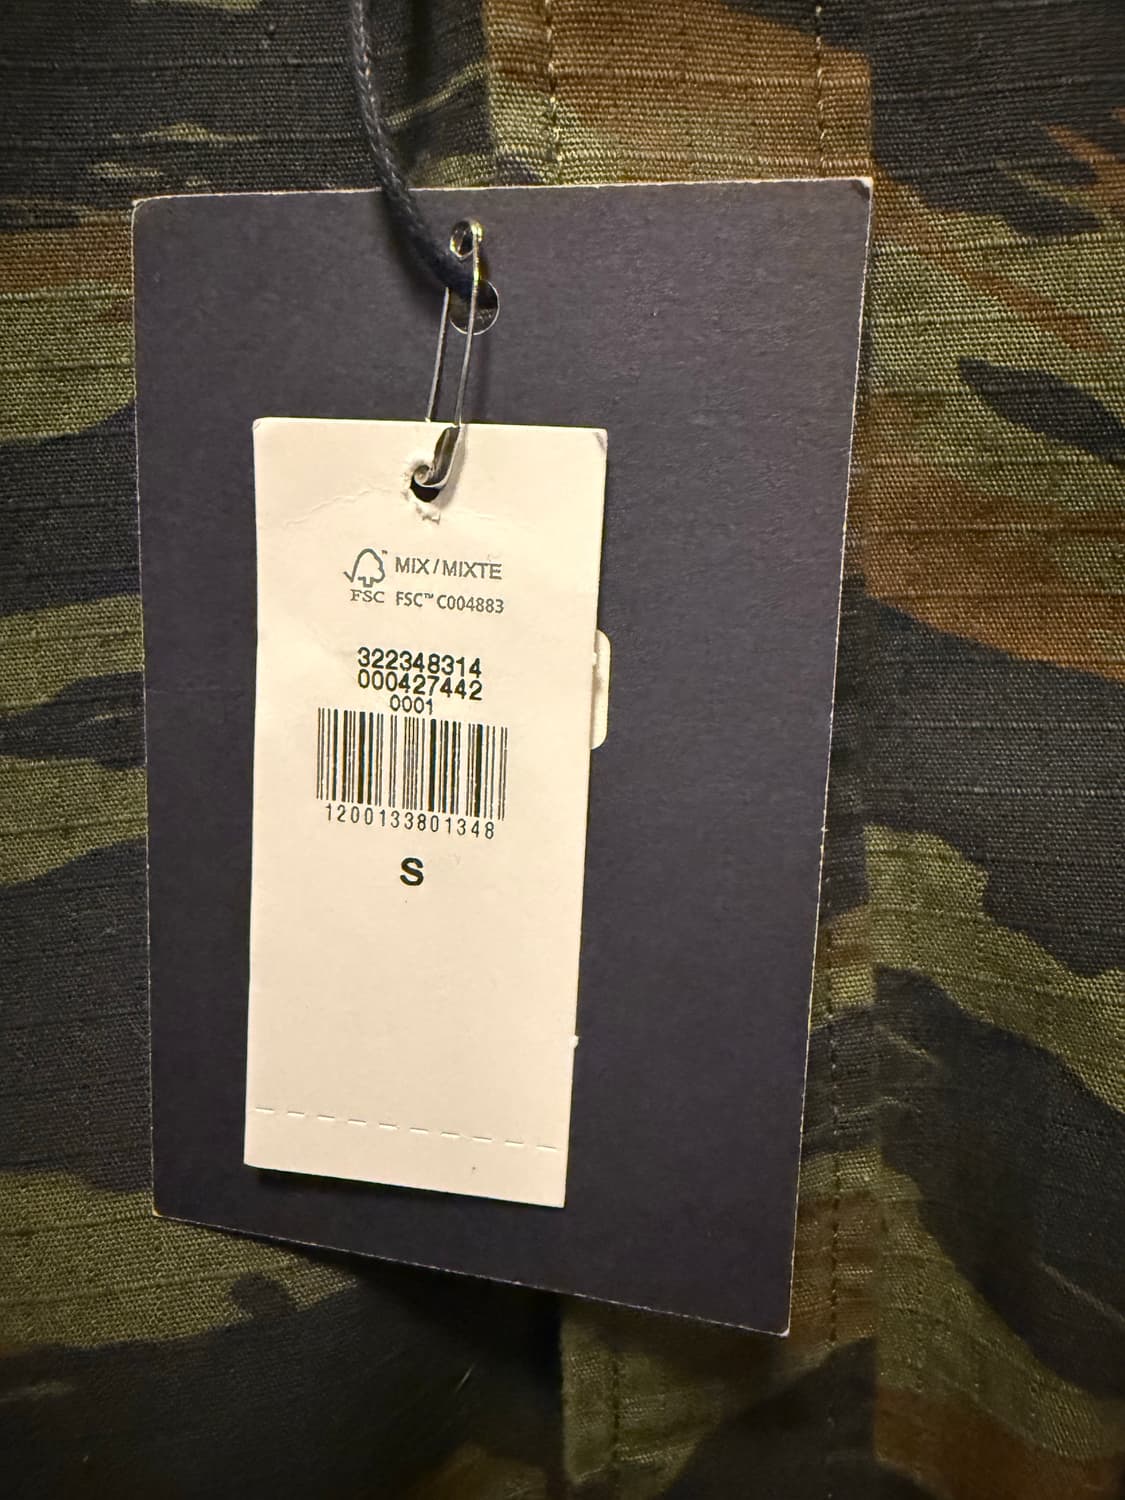 MIX/MIXTE
FSC FSC™ C004883
322348314
000427442
0001
1200133801348
S